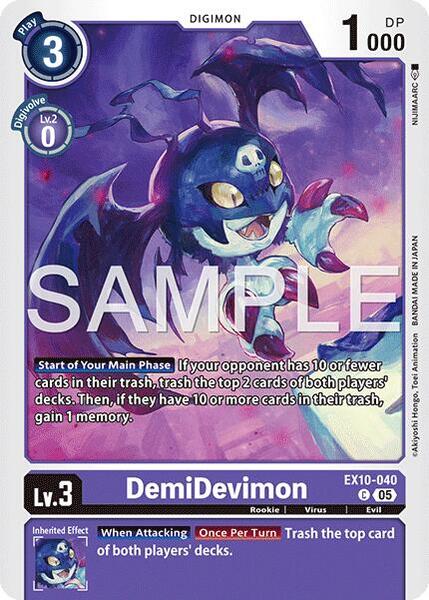 DIGIMON
Play
3
1000
DP
Digivolve
Lv.2
0
NIJIMAARC
SAMPLE
Start of Your Main Phase If your opponent has 10 or fewer
cards in their trash, trash the top 2 cards of both players'
decks. Then, if they have 10 or more cards in their trash,
gain 1 memory.
©Akiyoshi Hongo, Toei Animation BANDAI MADE IN JAPAN
Lv.3
DemiDevimon
EX10-040
C 05
Rookie | Virus | Evil
Inherited Effect
When Attacking Once Per Turn Trash the top card
of both players' decks.